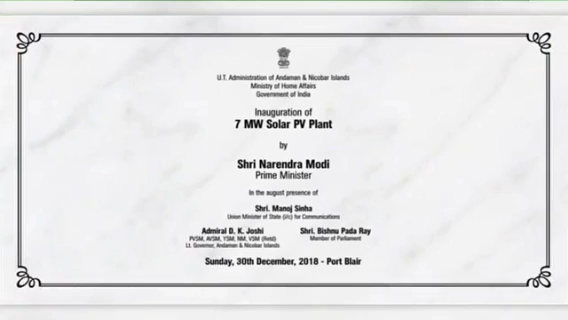 U.T. Administration of Andaman & Nicobar Islands
Ministry of Home Affairs
Government of India
Inauguration of
7 MW Solar PV Plant
by
Shri Narendra Modi
Prime Minister
In the august presence of
Shri. Manoj Sinha
Union Minister of State (i/c) for Communications
Admiral D. K. Joshi
PVSM, AVSM, YSM, NM, VSM (Retd)
Lt. Governor, Andaman & Nicobar Islands
Shri. Bishnu Pada Ray
Member of Parliament
Sunday, 30th December, 2018 - Port Blair